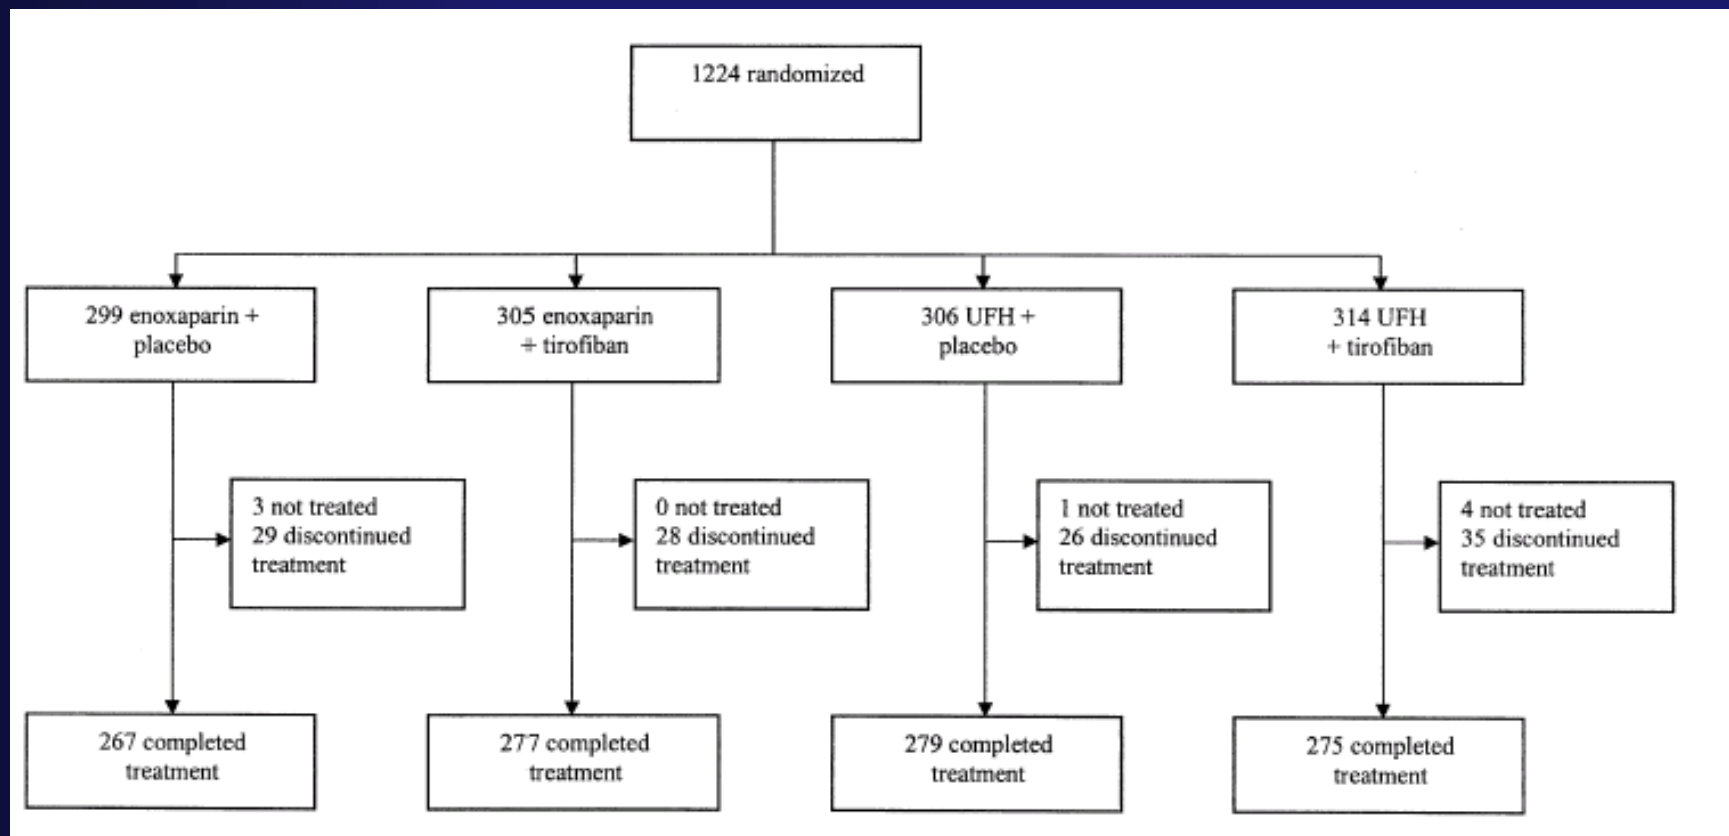 1224 randomized
299 enoxaparin +
placebo
305 enoxaparin
+ tirofiban
306 UFH +
placebo
314 UFH
+ tirofiban
3 not treated
29 discontinued
treatment
0 not treated
28 discontinued
treatment
1 not treated
26 discontinued
treatment
4 not treated
35 discontinued
treatment
267 completed
treatment
277 completed
treatment
279 completed
treatment
275 completed
treatment